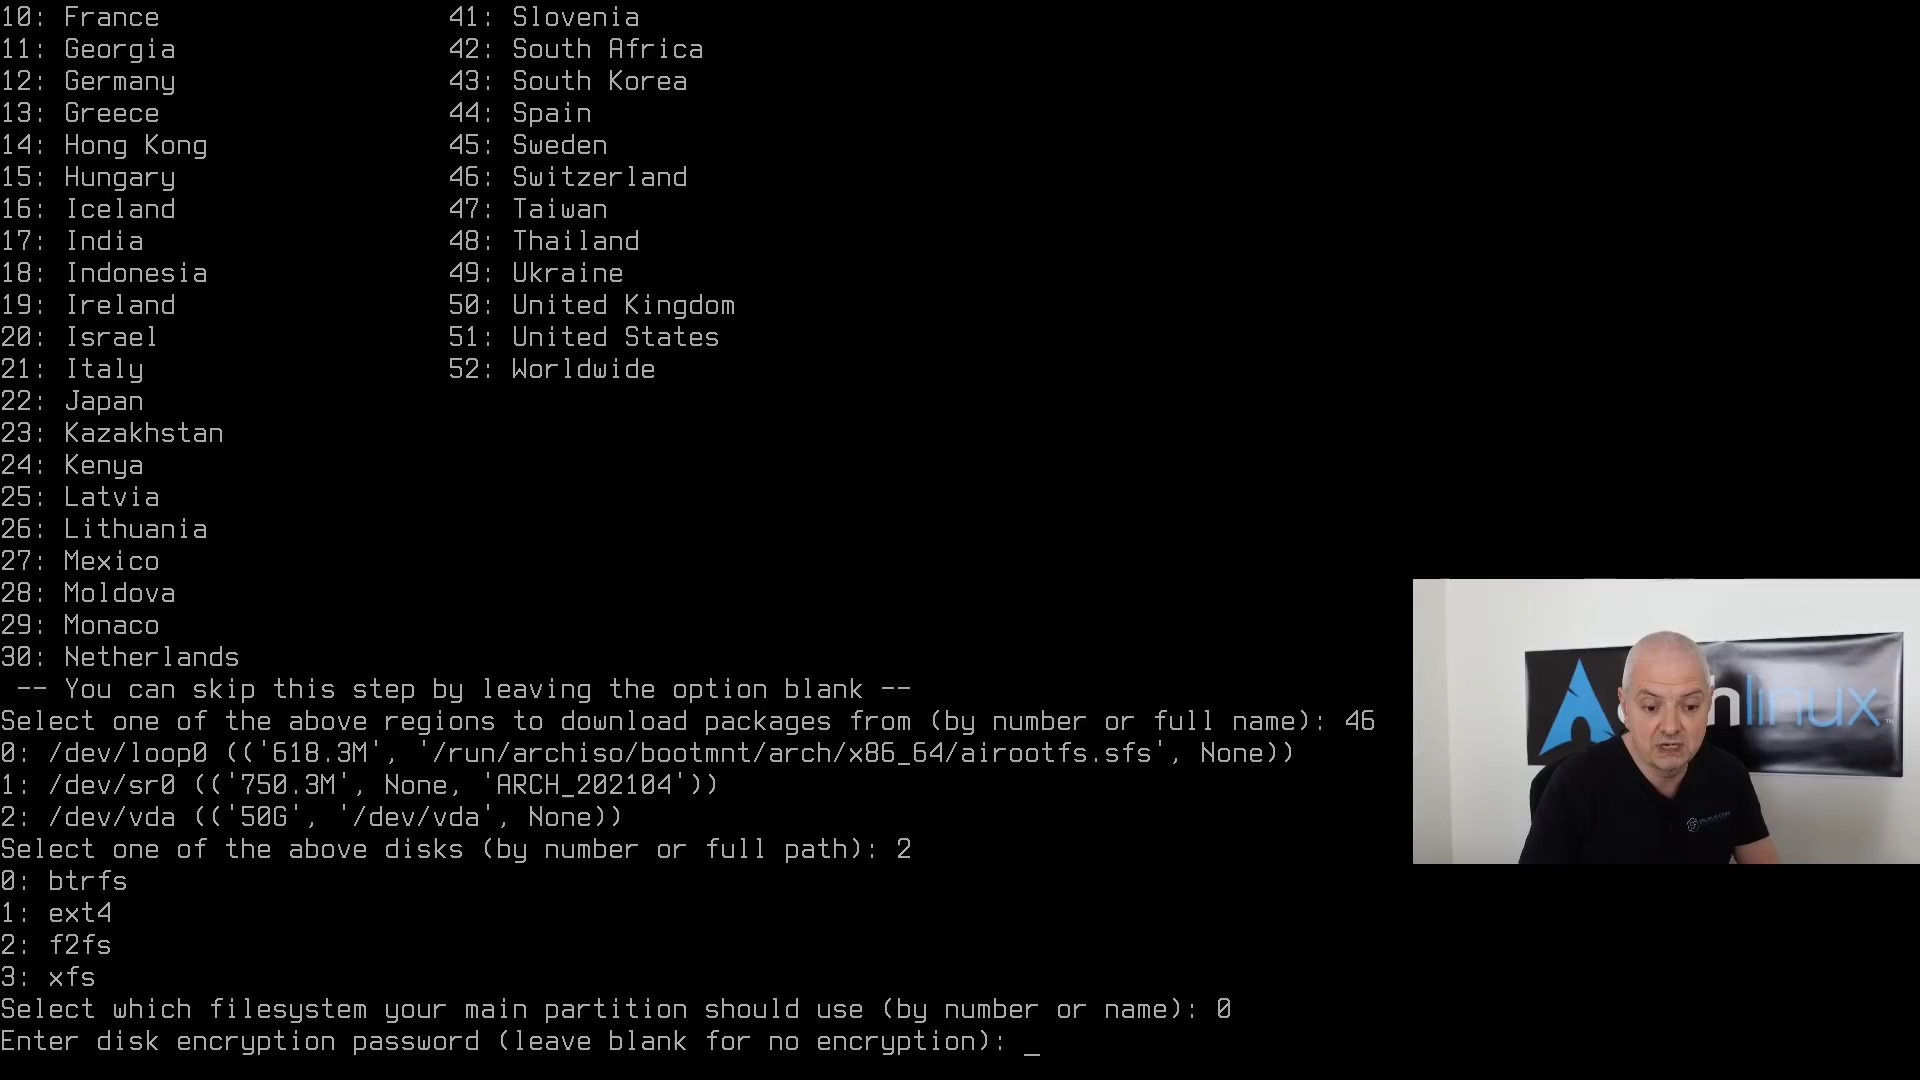 10: France 41: Slovenia
11: Georgia 42: South Africa
12: Germany 43: South Korea
13: Greece 44: Spain
14: Hong Kong 45: Sweden
15: Hungary 46: Switzerland
16: Iceland 47: Taiwan
17: India 48: Thailand
18: Indonesia 49: Ukraine
19: Ireland 50: United Kingdom
20: Israel 51: United States
21: Italy 52: Worldwide
22: Japan
23: Kazakhstan
24: Kenya
25: Latvia
26: Lithuania
27: Mexico
28: Moldova
29: Monaco
30: Netherlands
-- You can skip this step by leaving the option blank --
Select one of the above regions to download packages from (by number or full name): 46
0: /dev/loop0 (('618.3M', '/run/archiso/bootmnt/arch/x86_64/airootfs.sfs', None))
1: /dev/sr0 (('750.3M', None, 'ARCH_202104'))
2: /dev/vda (('50G', '/dev/vda', None))
Select one of the above disks (by number or full path): 2
0: btrfs
1: ext4
2: f2fs
3: xfs
Select which filesystem your main partition should use (by number or name): 0
Enter disk encryption password (leave blank for no encryption): _
linux